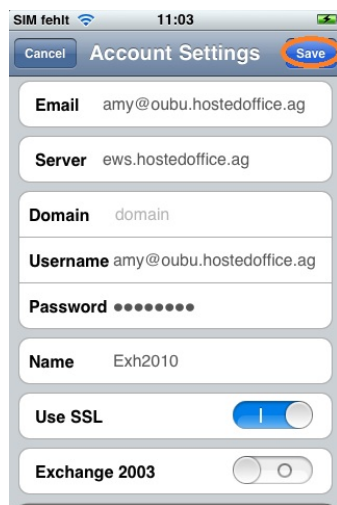 SIM fehlt 11:03
Cancel Account Settings Save
Email amy@oubu.hostedoffice.ag
Server ews.hostedoffice.ag
Domain domain
Username amy@oubu.hostedoffice.ag
Password ●●●●●●●●
Name Exh2010
Use SSL
Exchange 2003